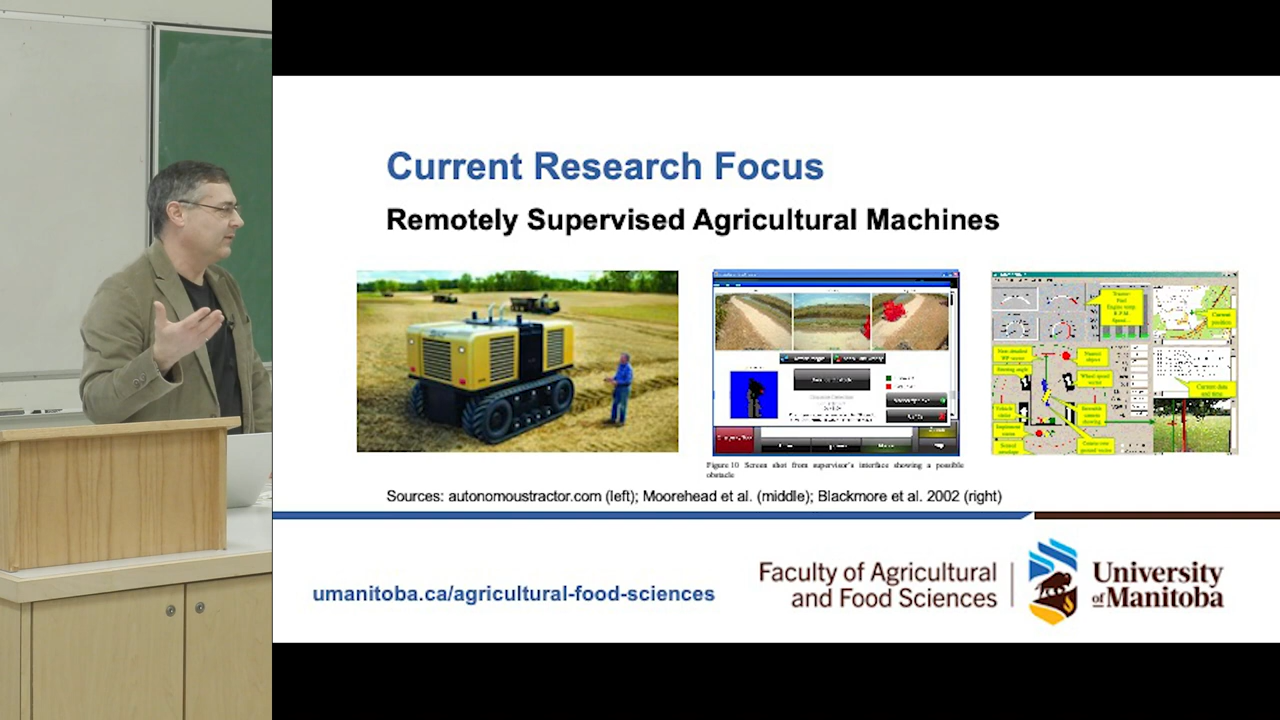 Current Research Focus
Remotely Supervised Agricultural Machines
Figure 10 Screen shot from supervisor's interface showing a possible
obstacle
Sources: autonomoustractor.com (left); Moorehead et al. (middle); Blackmore et al. 2002 (right)
umanitoba.ca/agricultural-food-sciences
Faculty of Agricultural
and Food Sciences
University
of Manitoba